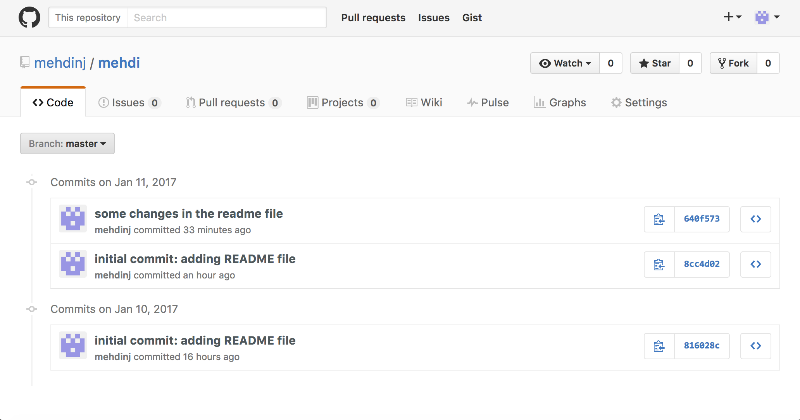 This repository Search Pull requests Issues Gist
mehdinj / mehdi Watch 0 Star 0 Fork 0
Code Issues 0 Pull requests 0 Projects 0 Wiki Pulse Graphs Settings
Branch: master
Commits on Jan 11, 2017
some changes in the readme file
mehdinj committed 33 minutes ago
640f573
initial commit: adding README file
mehdinj committed an hour ago
8cc4d02
Commits on Jan 10, 2017
initial commit: adding README file
mehdinj committed 16 hours ago
816028c